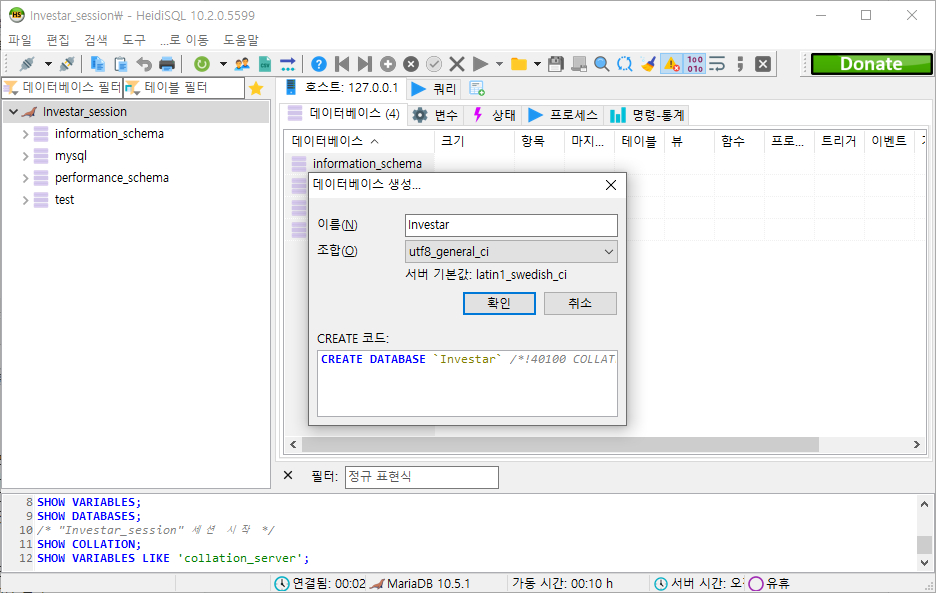 Investar_session₩ - HeidiSQL 10.2.0.5599
파일 편집 검색 도구 ...로 이동 도움말
Donate
데이터베이스 필터 테이블 필터
호스트: 127.0.0.1 쿼리
Investar_session
information_schema
mysql
performance_schema
test
데이터베이스 (4) 변수 상태 프로세스 명령-통계
데이터베이스 크기 항목 마지... 테이블 뷰 함수 프로... 트리거 이벤트
information_schema
데이터베이스 생성...
이름(N) Investar
조합(O) utf8_general_ci
서버 기본값: latin1_swedish_ci
확인 취소
CREATE 코드:
CREATE DATABASE `Investar` /*!40100 COLLAT
필터: 정규 표현식
8 SHOW VARIABLES;
9 SHOW DATABASES;
10 /* "Investar_session" 세션 시작 */
11 SHOW COLLATION;
12 SHOW VARIABLES LIKE 'collation_server';
연결됨: 00:02 MariaDB 10.5.1 가동 시간: 00:10 h 서버 시간: 오 유휴